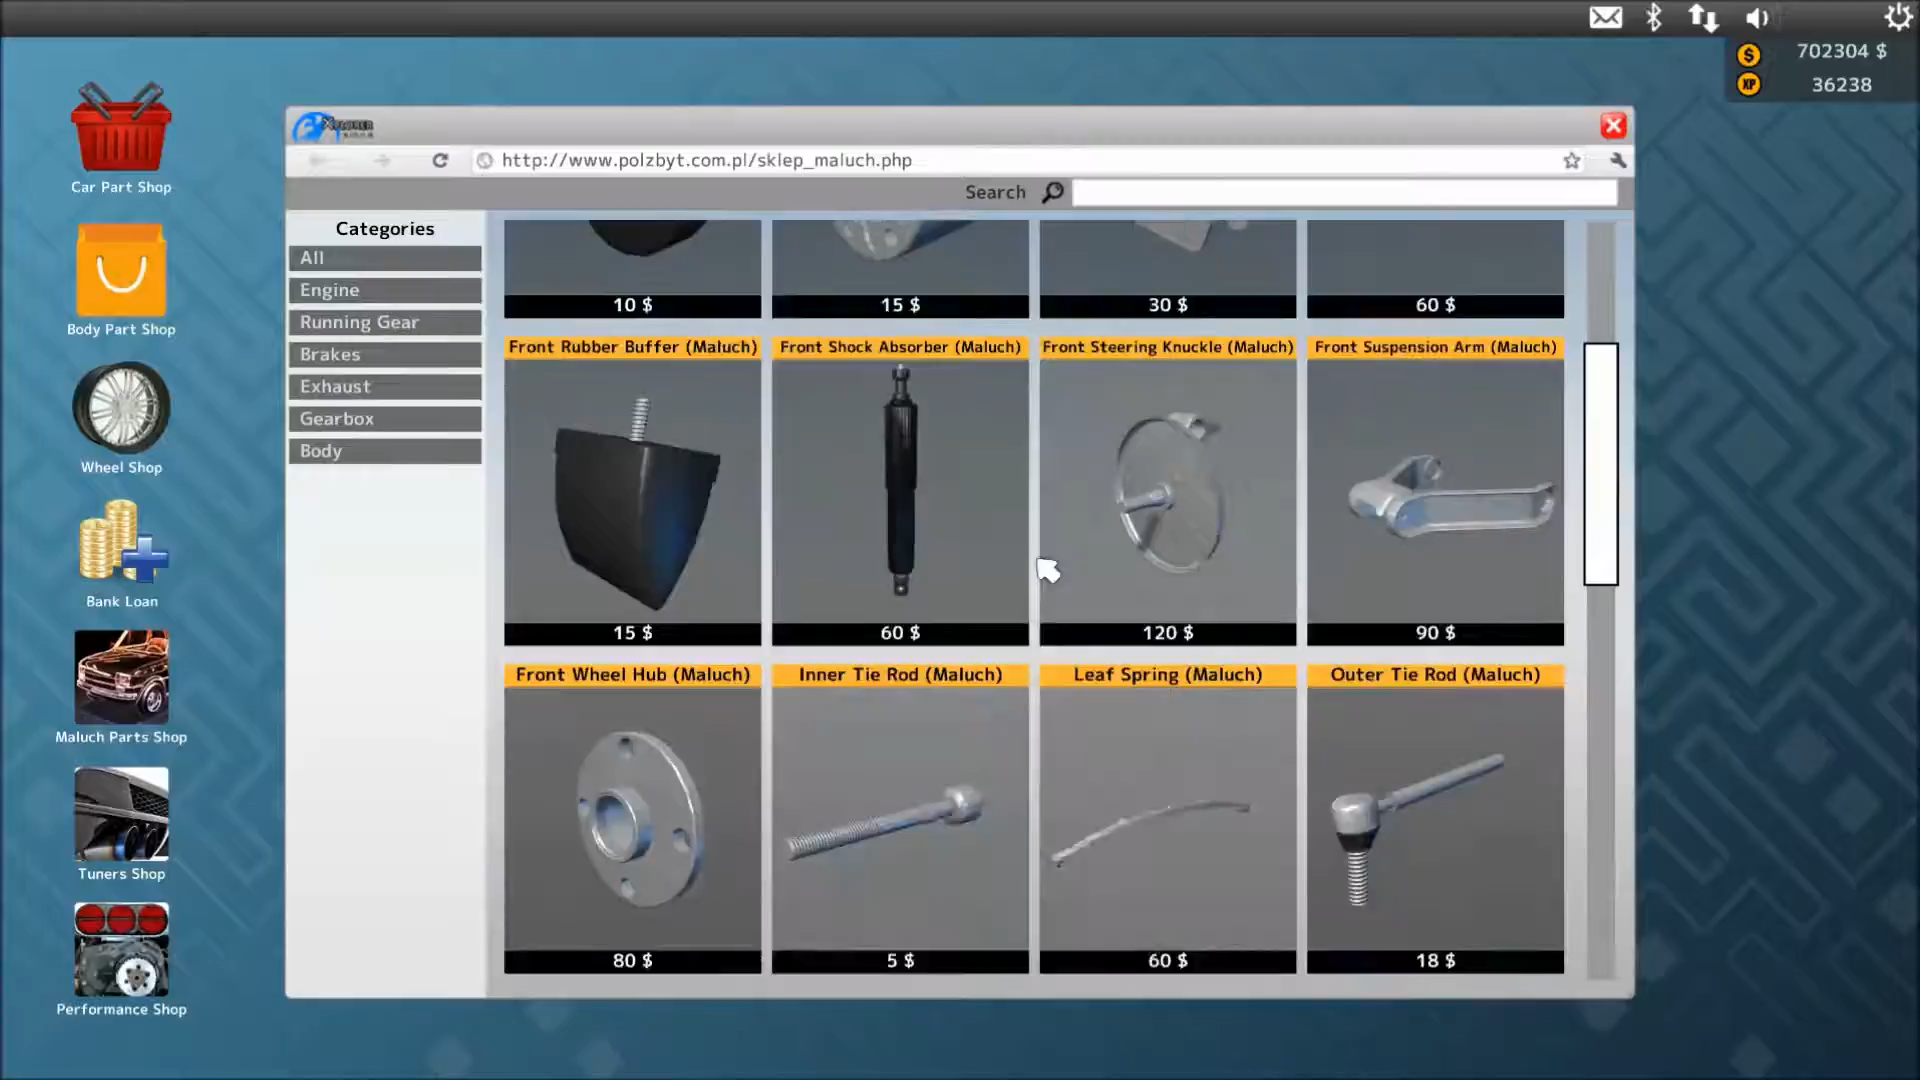 702304 $
36238
XPLORER
http://www.polzbyt.com.pl/sklep_maluch.php
Search
Categories
All
Engine
Running Gear
Brakes
Exhaust
Gearbox
Body
Car Part Shop
Body Part Shop
Wheel Shop
Bank Loan
Maluch Parts Shop
Tuners Shop
Performance Shop
10 $
15 $
30 $
60 $
Front Rubber Buffer (Maluch)
Front Shock Absorber (Maluch)
Front Steering Knuckle (Maluch)
Front Suspension Arm (Maluch)
15 $
60 $
120 $
90 $
Front Wheel Hub (Maluch)
Inner Tie Rod (Maluch)
Leaf Spring (Maluch)
Outer Tie Rod (Maluch)
80 $
5 $
60 $
18 $